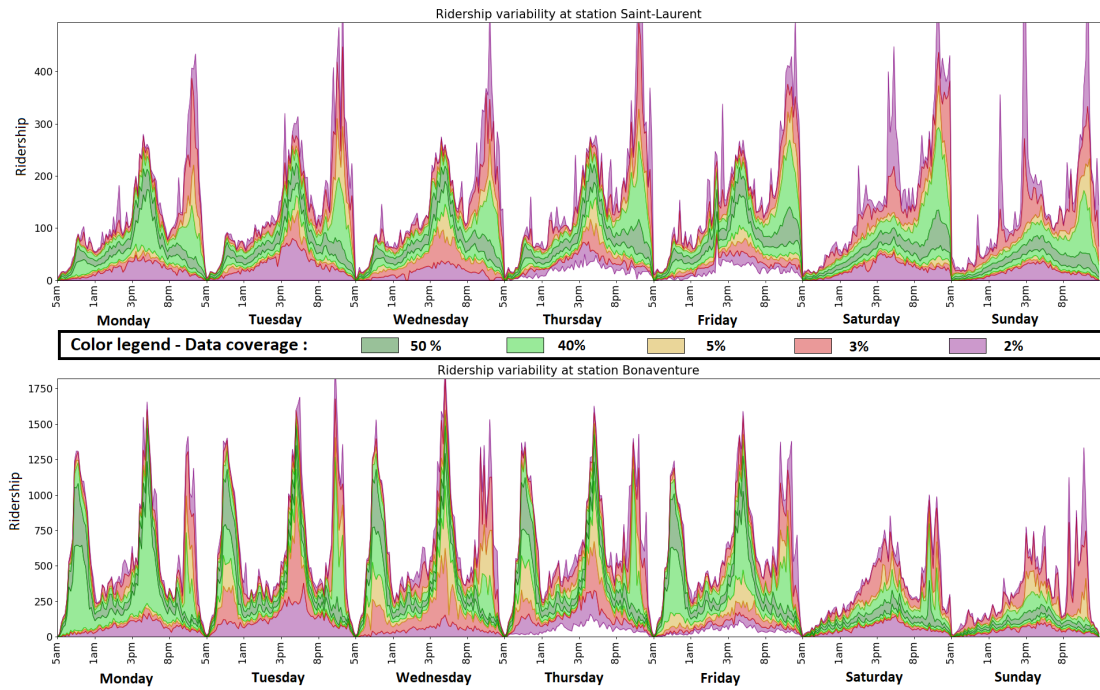 Ridership variability at station Saint-Laurent
Ridership
400
300
200
100
0
5am 1am 3pm 8pm 5am 1am 3pm 8pm 5am 1am 3pm 8pm 5am 1am 3pm 8pm 5am 1am 3pm 8pm 5am 1am 3pm 8pm 5am 1am 3pm 8pm
Monday Tuesday Wednesday Thursday Friday Saturday Sunday
Color legend - Data coverage : 50 % 40% 5% 3% 2%
Ridership variability at station Bonaventure
Ridership
1750
1500
1250
1000
750
500
250
0
5am 1am 3pm 8pm 5am 1am 3pm 8pm 5am 1am 3pm 8pm 5am 1am 3pm 8pm 5am 1am 3pm 8pm 5am 1am 3pm 8pm 5am 1am 3pm 8pm
Monday Tuesday Wednesday Thursday Friday Saturday Sunday